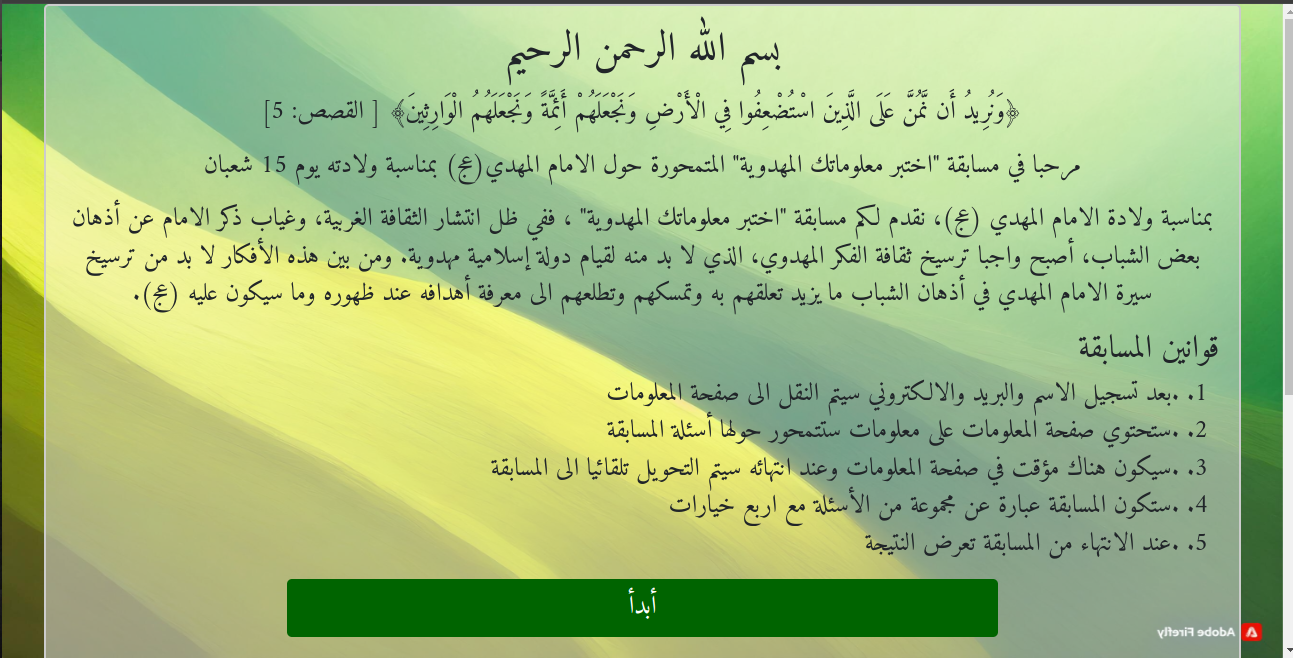 بسم الله الرحمن الرحيم
﴿وَنُرِيدُ أَن نَّمُنَّ عَلَى الَّذِينَ اسْتُضْعِفُوا فِي الْأَرْضِ وَنَجْعَلَهُمْ أَئِمَّةً وَنَجْعَلَهُمُ الْوَارِثِينَ﴾ [ القصص: 5]
مرحبا في مسابقة "اختبر معلوماتك المهدوية" المتمحورة حول الامام المهدي(عج) بمناسبة ولادته يوم 15 شعبان
بمناسبة ولادة الامام المهدي (عج)، نقدم لكم مسابقة "اختبر معلوماتك المهدوية" ، ففي ظل انتشار الثقافة الغربية، وغياب ذكر الامام عن أذهان
بعض الشباب، أصبح واجبا ترسيخ ثقافة الفكر المهدوي، الذي لا بد منه لقيام دولة إسلامية مهدوية. ومن بين هذه الأفكار لا بد من ترسيخ
سيرة الامام المهدي في أذهان الشباب ما يزيد تعلقهم به وتمسكهم وتطلعهم الى معرفة أهدافه عند ظهوره وما سيكون عليه (عج).
قوانين المسابقة
1. .بعد تسجيل الاسم والبريد والالكتروني سيتم النقل الى صفحة المعلومات
2. .ستحتوي صفحة المعلومات على معلومات ستتمحور حولها أسئلة المسابقة
3. .سيكون هناك مؤقت في صفحة المعلومات وعند انتهائه سيتم التحويل تلقائيا الى المسابقة
4. .ستكون المسابقة عبارة عن مجموعة من الأسئلة مع اربع خيارات
5. .عند الانتهاء من المسابقة تعرض النتيجة
أبدأ
Adobe Firefly